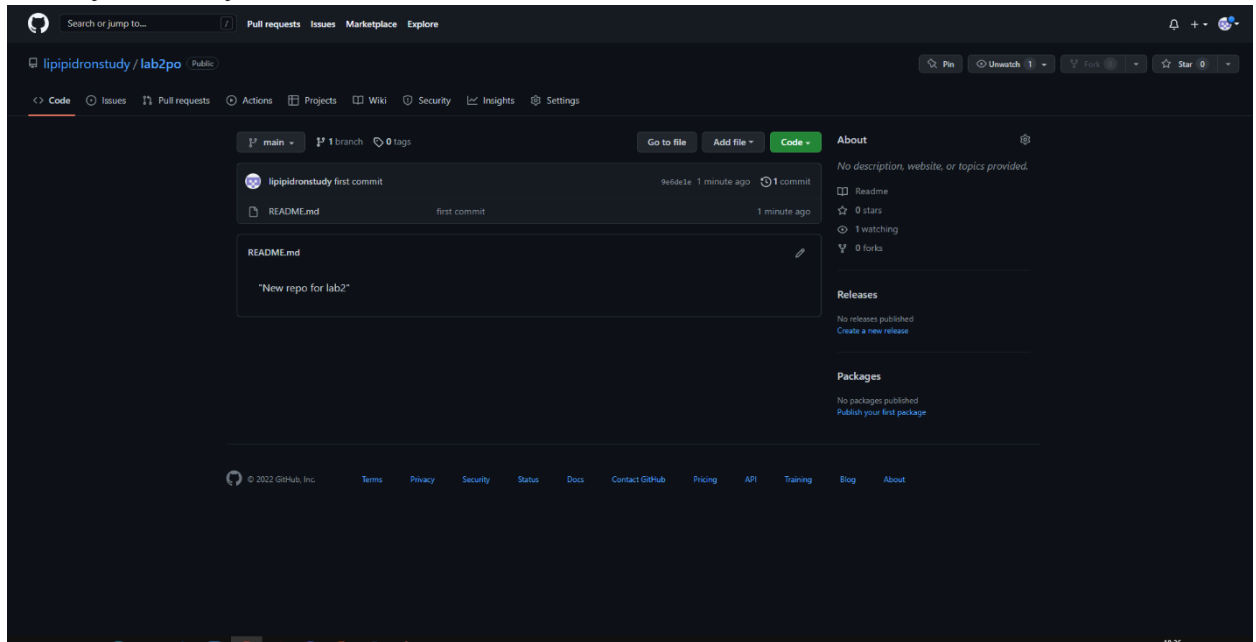 Search or jump to... / Pull requests Issues Marketplace Explore
lipipidronstudy / lab2po Public Pin Unwatch 1 Fork 0 Star 0
Code Issues Pull requests Actions Projects Wiki Security Insights Settings
main 1 branch 0 tags Go to file Add file Code
About
No description, website, or topics provided.
lipipidronstudy first commit 9e6de1e 1 minute ago 1 commit
README.md first commit 1 minute ago
Readme
0 stars
1 watching
0 forks
README.md
"New repo for lab2"
Releases
No releases published
Create a new release
Packages
No packages published
Publish your first package
© 2022 GitHub, Inc. Terms Privacy Security Status Docs Contact GitHub Pricing API Training Blog About